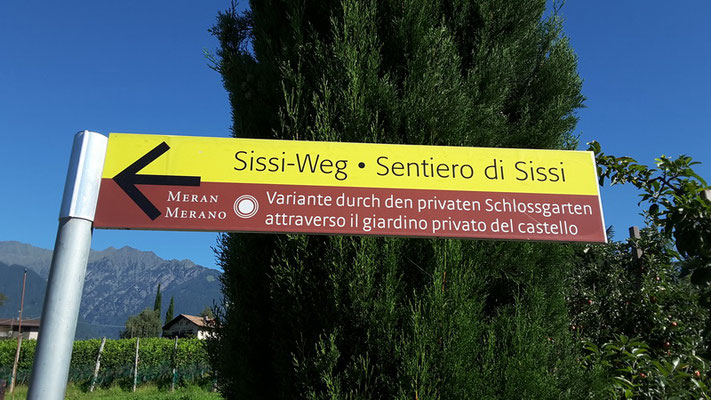 Sissi-Weg • Sentiero di Sissi
MERAN
MERANO
Variante durch den privaten Schlossgarten
attraverso il giardino privato del castello